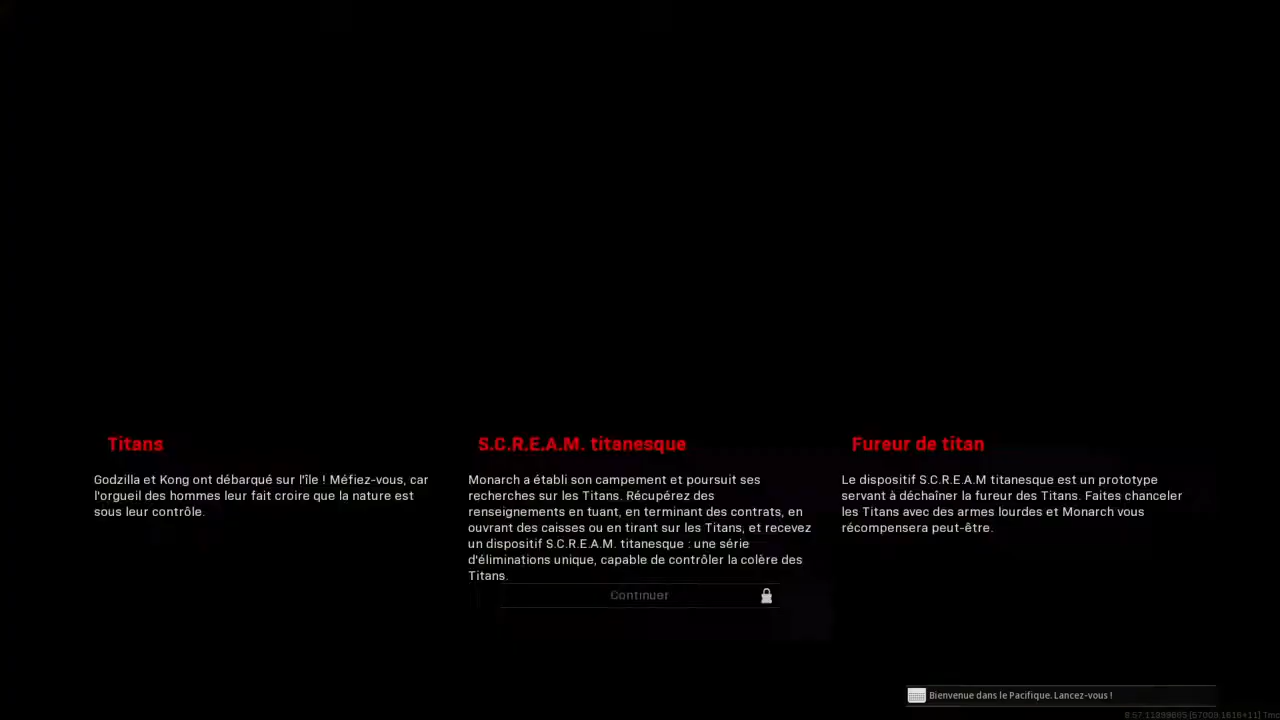 Titans
Godzilla et Kong ont débarqué sur l'île ! Méfiez-vous, car
l'orgueil des hommes leur fait croire que la nature est
sous leur contrôle.
S.C.R.E.A.M. titanesque
Monarch a établi son campement et poursuit ses
recherches sur les Titans. Récupérez des
renseignements en tuant, en terminant des contrats, en
ouvrant des caisses ou en tirant sur les Titans, et recevez
un dispositif S.C.R.E.A.M. titanesque : une série
d'éliminations unique, capable de contrôler la colère des
Titans.
Fureur de titan
Le dispositif S.C.R.E.A.M titanesque est un prototype
servant à déchaîner la fureur des Titans. Faites chanceler
les Titans avec des armes lourdes et Monarch vous
récompensera peut-être.
Continuer
Bienvenue dans le Pacifique. Lancez-vous !